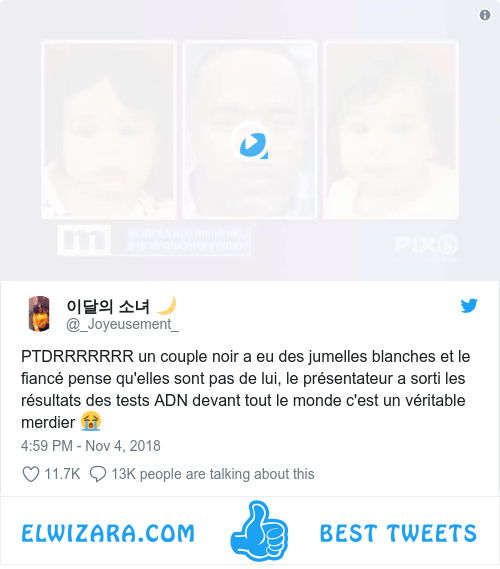 m
PIX
이달의 소녀 🌙
@_Joyeusement_
PTDRRRRRRR un couple noir a eu des jumelles blanches et le
fiancé pense qu'elles sont pas de lui, le présentateur a sorti les
résultats des tests ADN devant tout le monde c'est un véritable
merdier 😭
4:59 PM - Nov 4, 2018
11.7K 13K people are talking about this
ELWIZARA.COM BEST TWEETS